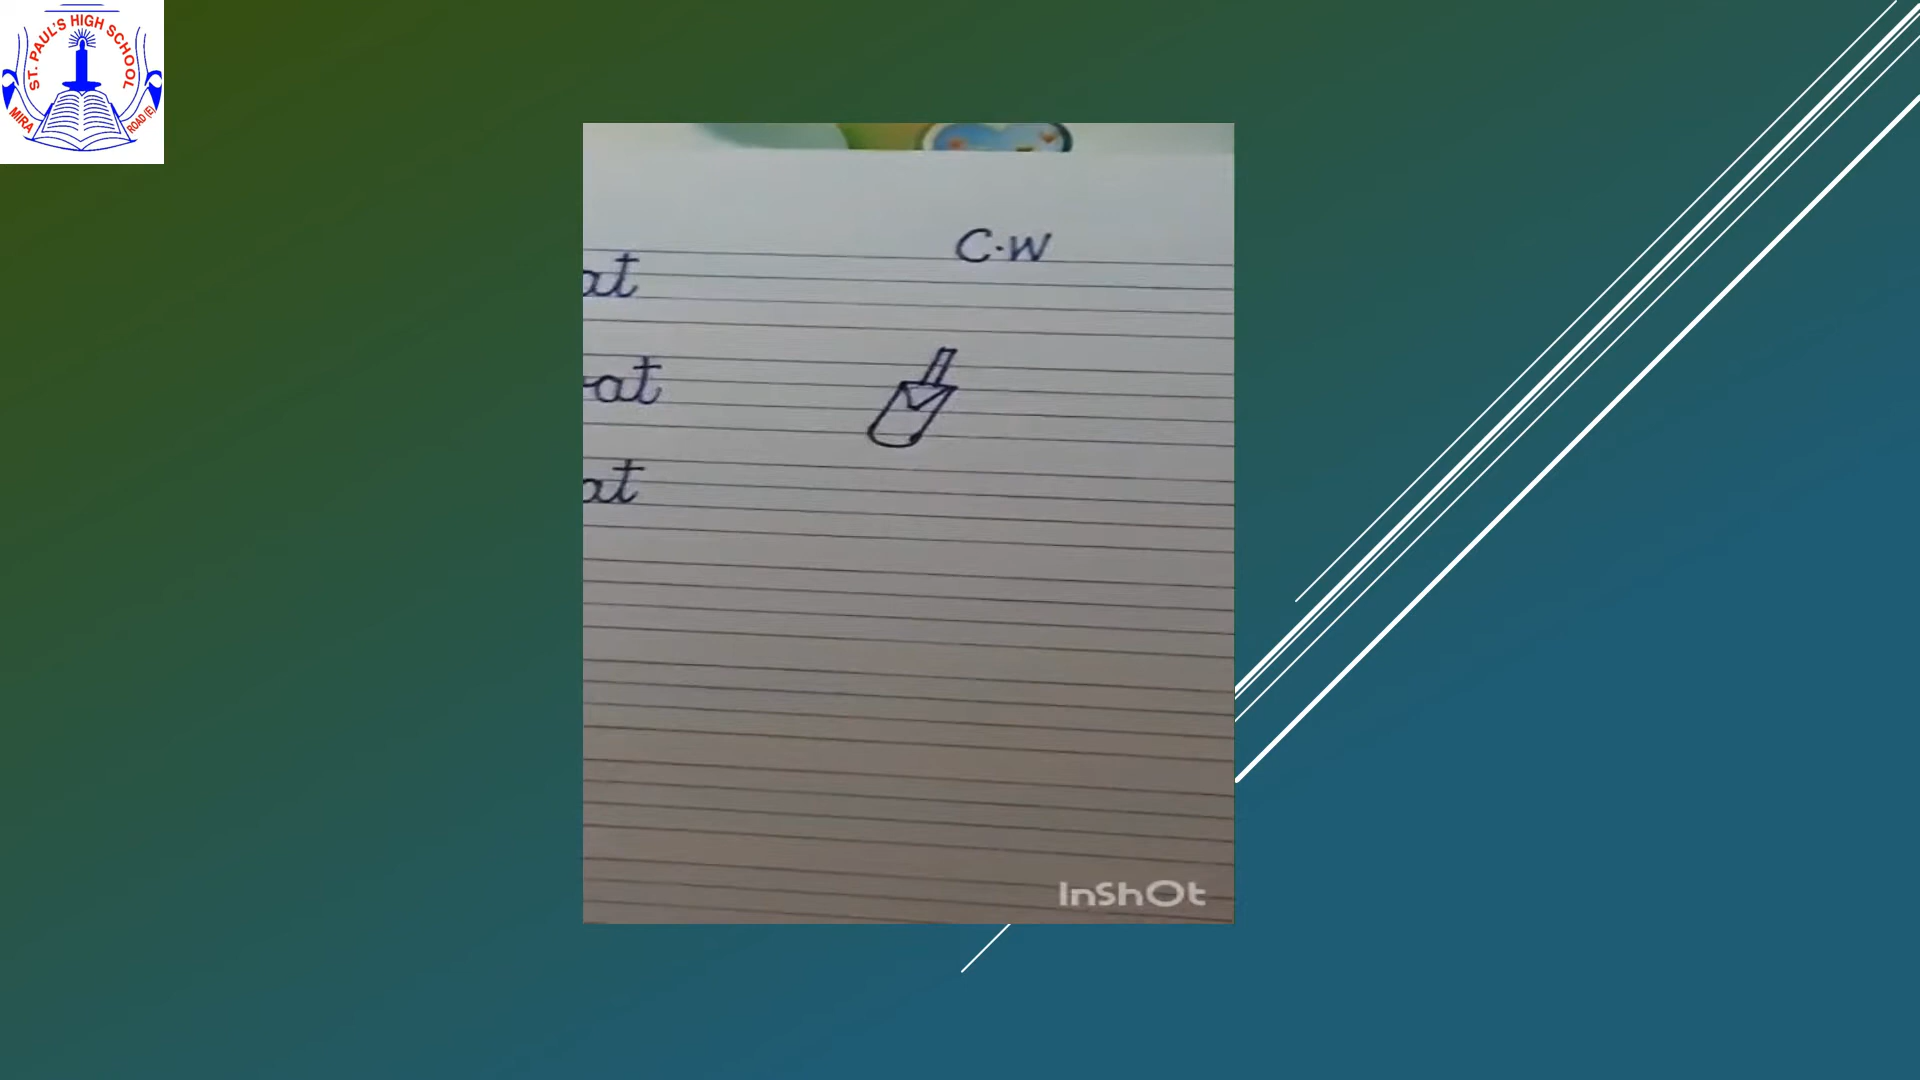 ST. PAUL'S HIGH SCHOOL
MIRA ROAD (E)
C.W
at
at
at
InShOt